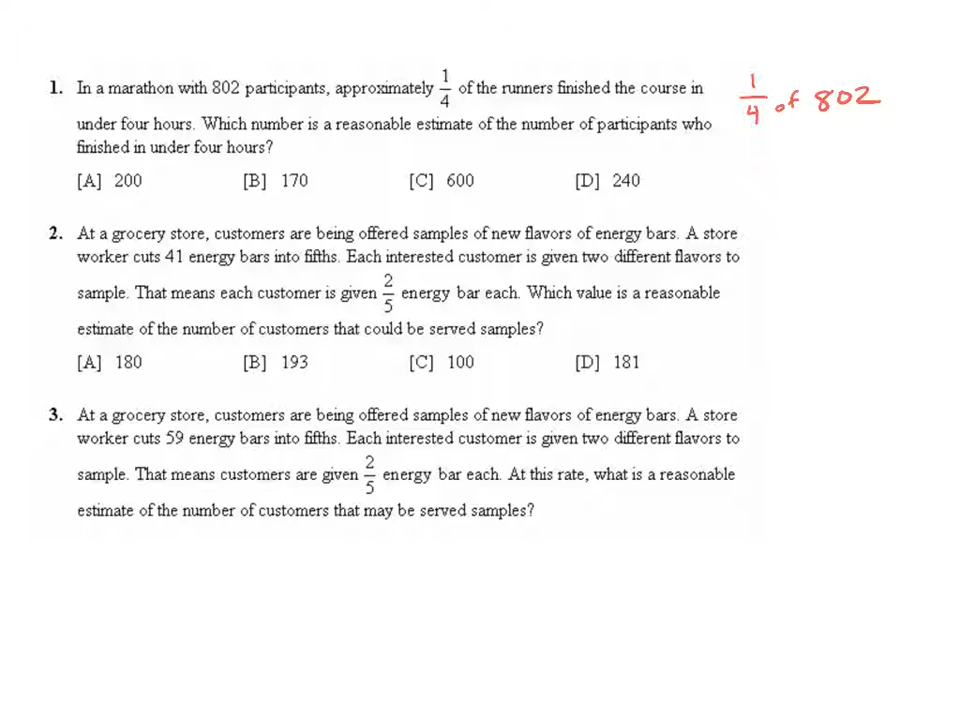 1. In a marathon with 802 participants, approximately 1/4 of the runners finished the course in
under four hours. Which number is a reasonable estimate of the number of participants who
finished in under four hours?
[A] 200 [B] 170 [C] 600 [D] 240
1/4 of 802
2. At a grocery store, customers are being offered samples of new flavors of energy bars. A store
worker cuts 41 energy bars into fifths. Each interested customer is given two different flavors to
sample. That means each customer is given 2/5 energy bar each. Which value is a reasonable
estimate of the number of customers that could be served samples?
[A] 180 [B] 193 [C] 100 [D] 181
3. At a grocery store, customers are being offered samples of new flavors of energy bars. A store
worker cuts 59 energy bars into fifths. Each interested customer is given two different flavors to
sample. That means customers are given 2/5 energy bar each. At this rate, what is a reasonable
estimate of the number of customers that may be served samples?